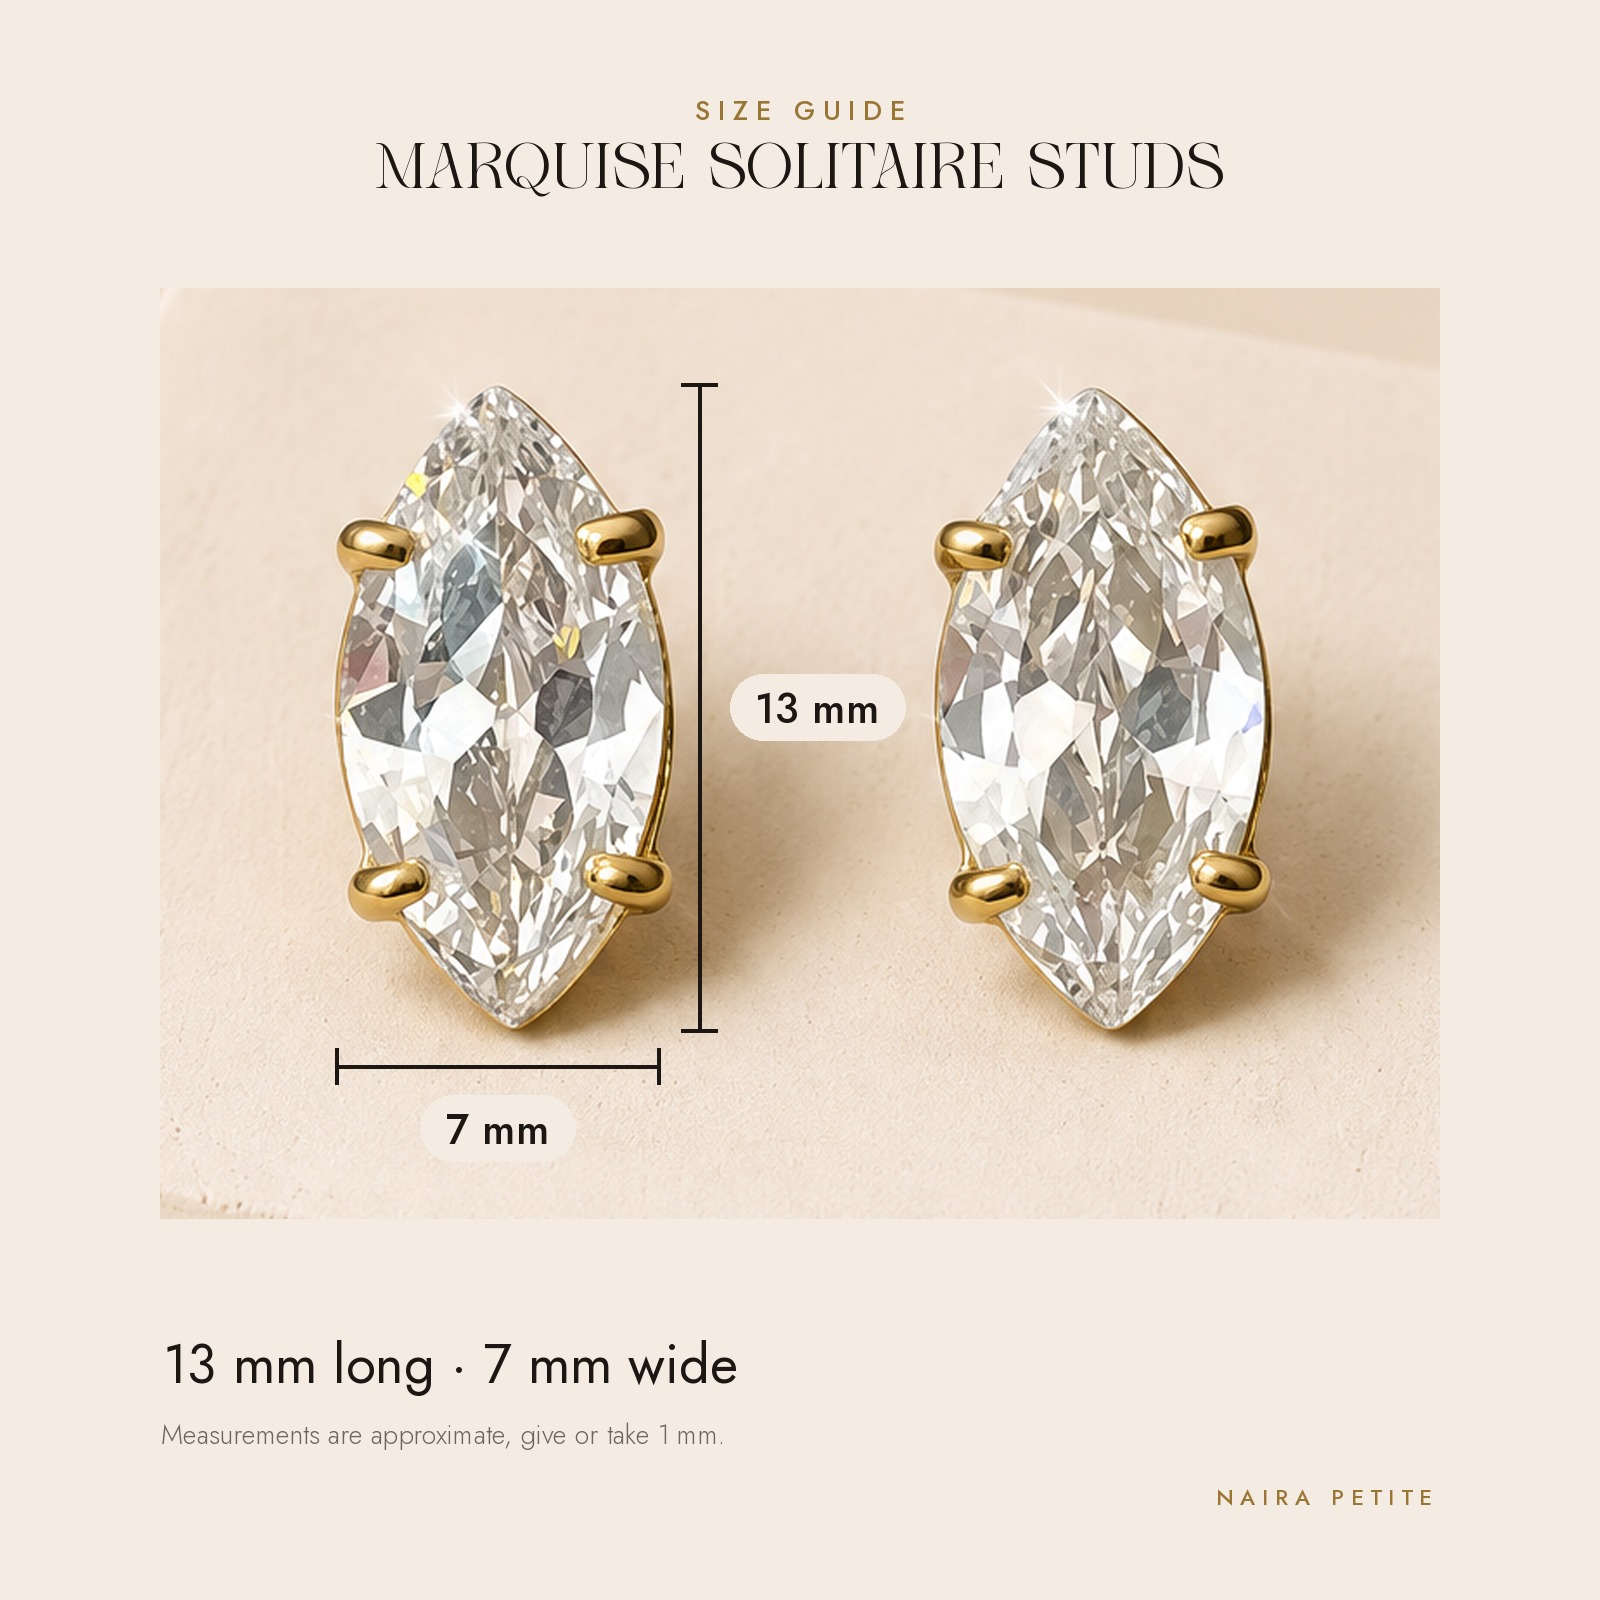 SIZE GUIDE
MARQUISE SOLITAIRE STUDS
13 mm
7 mm
13 mm long · 7 mm wide
Measurements are approximate, give or take 1 mm.
NAIRA PETITE